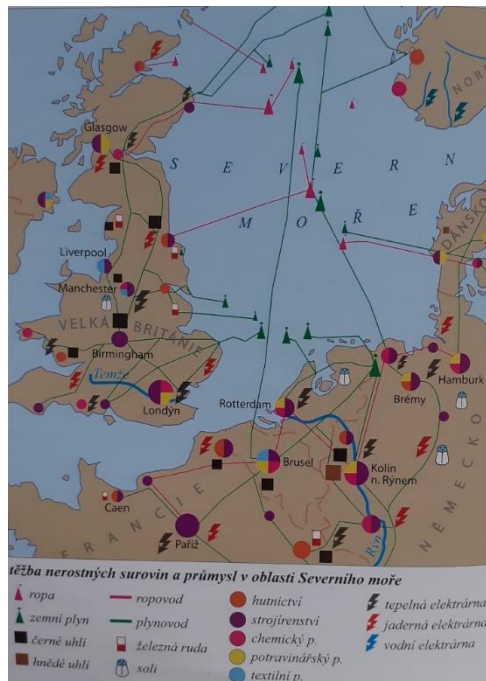 Glasgow
NOR
S E V E R N
M O Ř E
DÁNSKO
Liverpool
Manchester
VELKÁ BRITÁNIE
Birmingham
Temže
Londýn
Rotterdam
Brémy
Hamburk
Brusel
Kolín
n. Rýnem
Caen
Paříž
Rýn
FRANCIE
NĚMECKO
těžba nerostných surovin a průmysl v oblasti Severního moře
ropa
ropovod
hutnictví
tepelná elektrárna
zemní plyn
plynovod
strojírenství
jaderná elektrárna
černé uhlí
železná ruda
chemický p.
vodní elektrárna
hnědé uhlí
soli
potravinářský p.
textilní p.